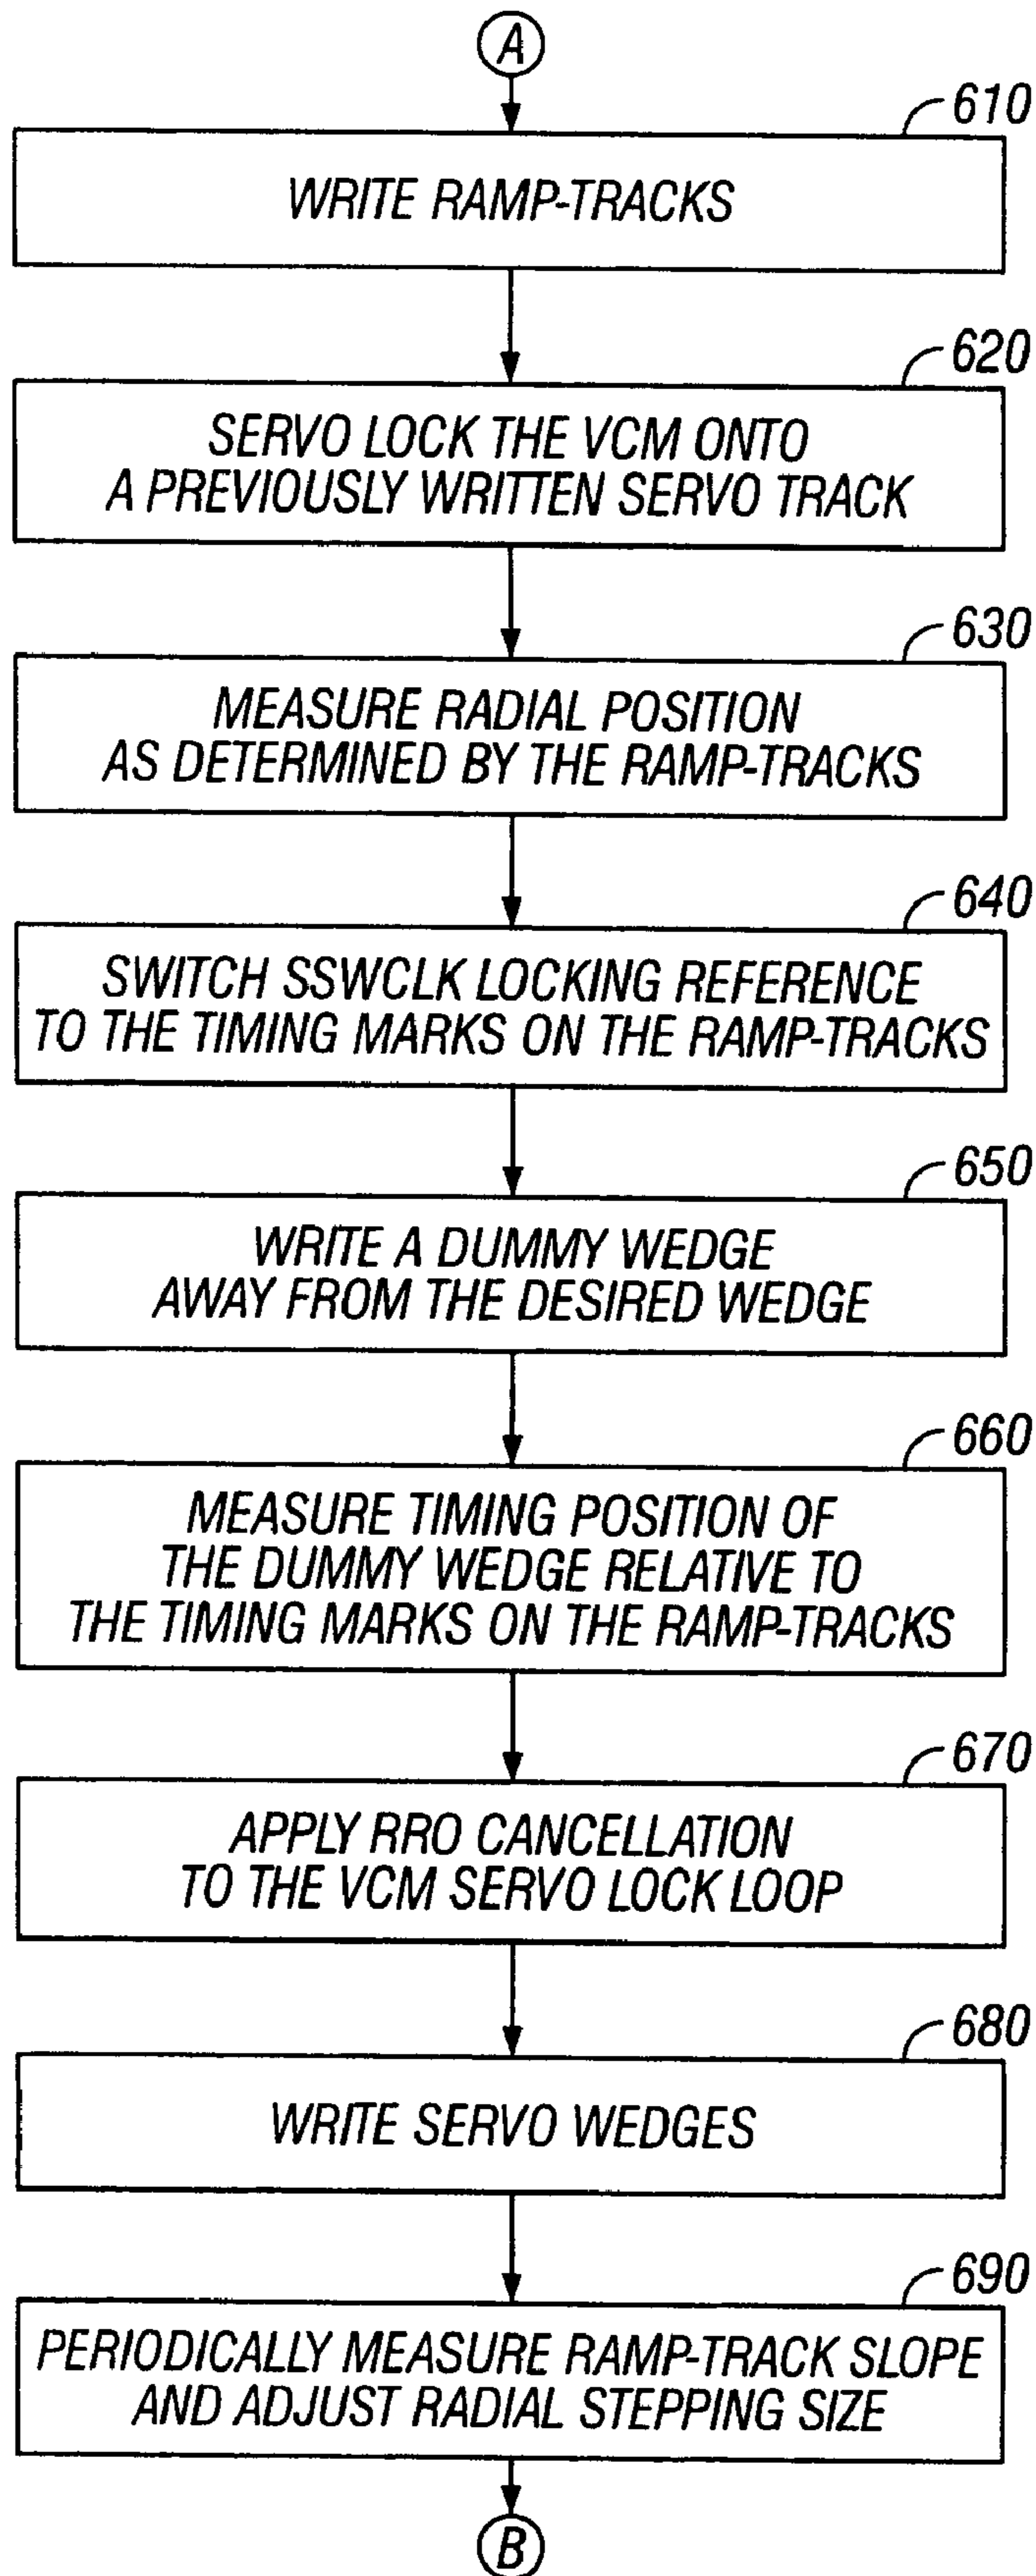 A
610
WRITE RAMP-TRACKS
620
SERVO LOCK THE VCM ONTO
A PREVIOUSLY WRITTEN SERVO TRACK
630
MEASURE RADIAL POSITION
AS DETERMINED BY THE RAMP-TRACKS
640
SWITCH SSWCLK LOCKING REFERENCE
TO THE TIMING MARKS ON THE RAMP-TRACKS
650
WRITE A DUMMY WEDGE
AWAY FROM THE DESIRED WEDGE
660
MEASURE TIMING POSITION OF
THE DUMMY WEDGE RELATIVE TO
THE TIMING MARKS ON THE RAMP-TRACKS
670
APPLY RRO CANCELLATION
TO THE VCM SERVO LOCK LOOP
680
WRITE SERVO WEDGES
690
PERIODICALLY MEASURE RAMP-TRACK SLOPE
AND ADJUST RADIAL STEPPING SIZE
B